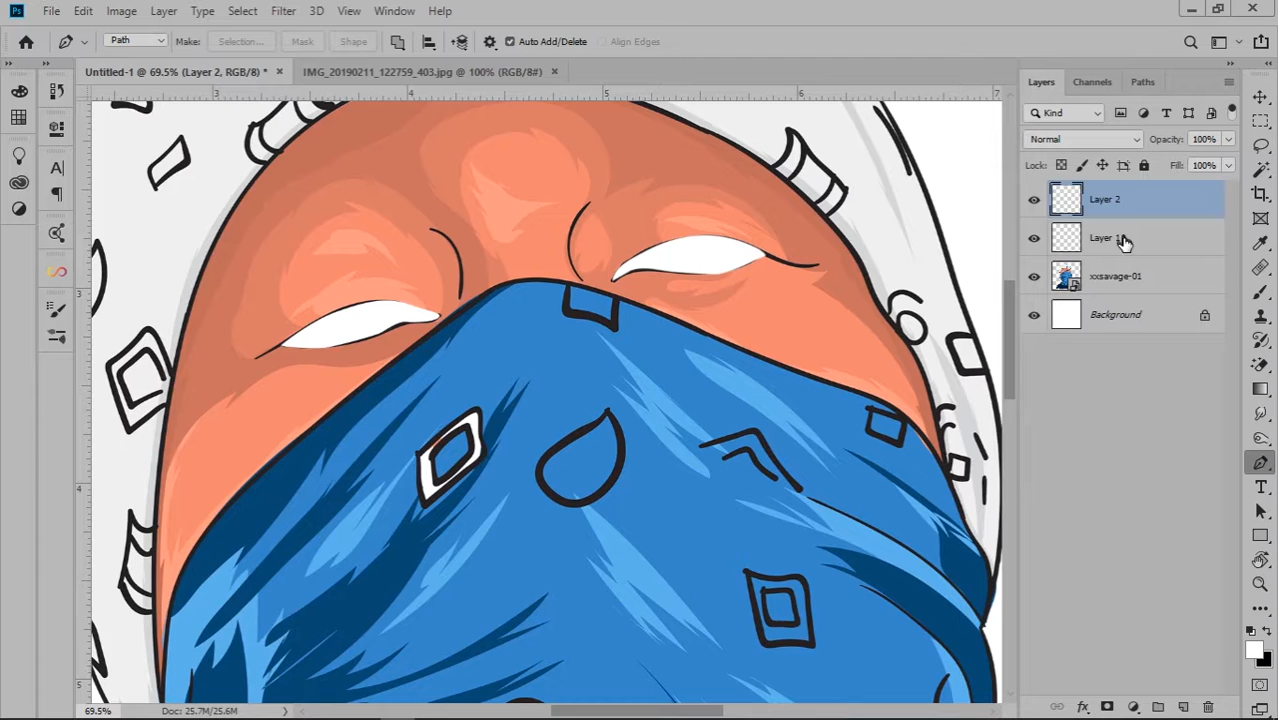 Ps File Edit Image Layer Type Select Filter 3D View Window Help
Path Make: Selection... Mask Shape Auto Add/Delete Align Edges
Untitled-1 @ 69.5% (Layer 2, RGB/8) * × IMG_20190211_122759_403.jpg @ 100% (RGB/8#) ×
3 4 5 6 7
3
4
5
Layers Channels Paths
Kind
Normal Opacity: 100%
Lock: Fill: 100%
Layer 2
Layer
xxsavage-01
Background
69.5% Doc: 25.7M/25.6M